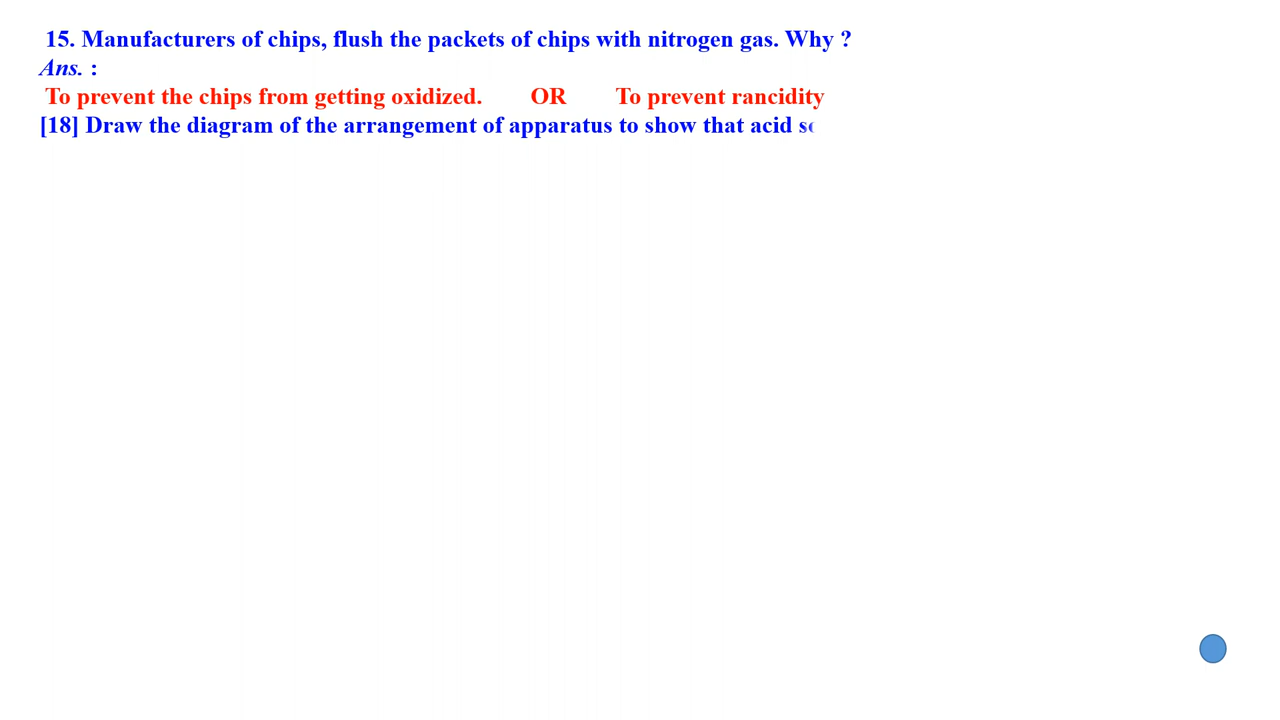 15. Manufacturers of chips, flush the packets of chips with nitrogen gas. Why ?
Ans. :
To prevent the chips from getting oxidized. OR To prevent rancidity
[18] Draw the diagram of the arrangement of apparatus to show that acid